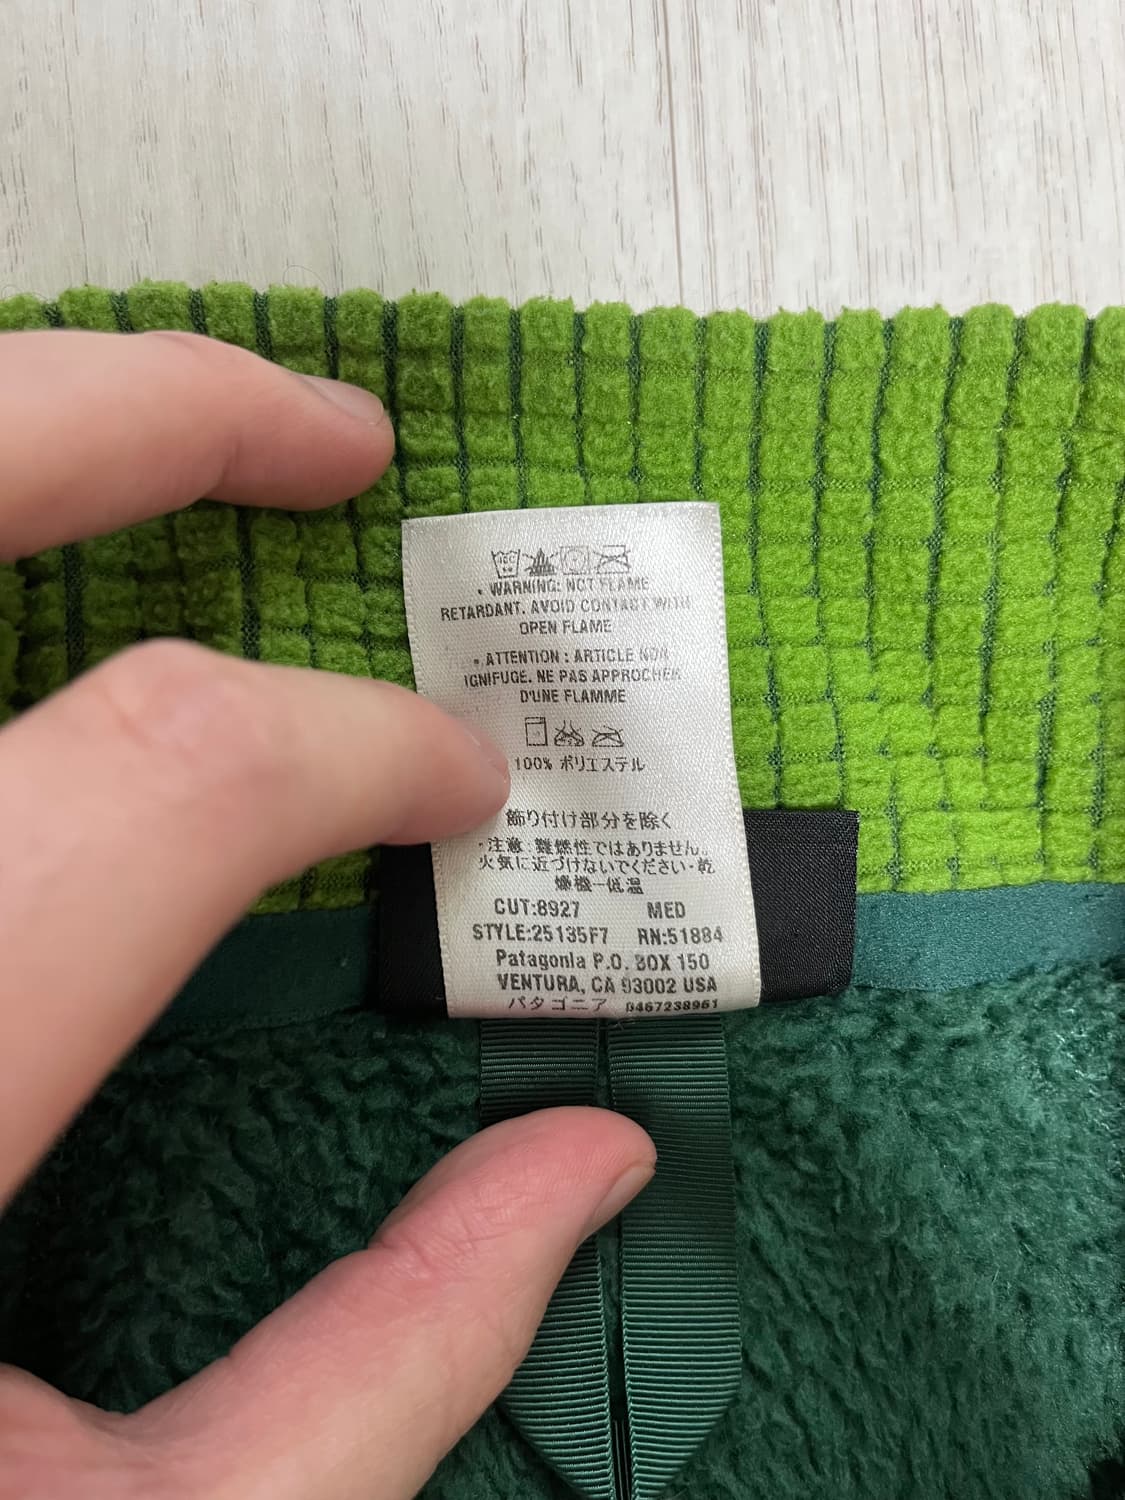 • WARNING: NOT FLAME
RETARDANT. AVOID CONTACT WITH
OPEN FLAME
• ATTENTION : ARTICLE NON
IGNIFUGE. NE PAS APPROCHER
D'UNE FLAMME
100% ポリエステル
飾り付け部分を除く
・注意:難燃性ではありません。
火気に近づけないでください・乾
燥機–低温
CUT:8927 MED
STYLE:25135F7 RN:51884
Patagonia P.O. BOX 150
VENTURA, CA 93002 USA
パタゴニア 0467238961